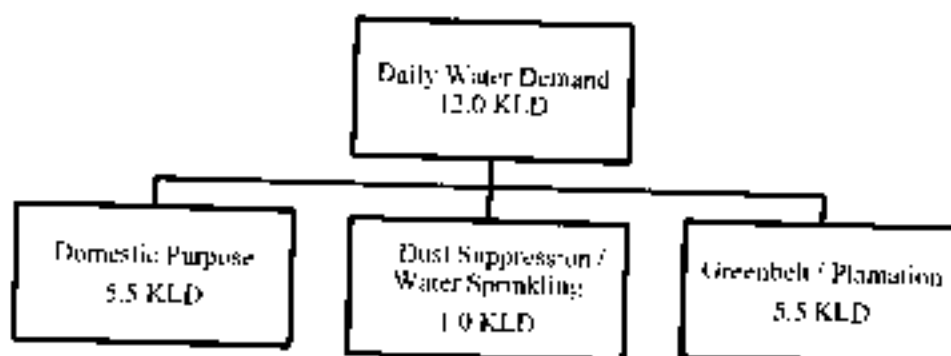 Daily Water Demand
12.0 KLD
Domestic Purpose
5.5 KLD
Dust Suppression /
Water Sprinkling
1.0 KLD
Greenbelt / Plantation
5.5 KLD